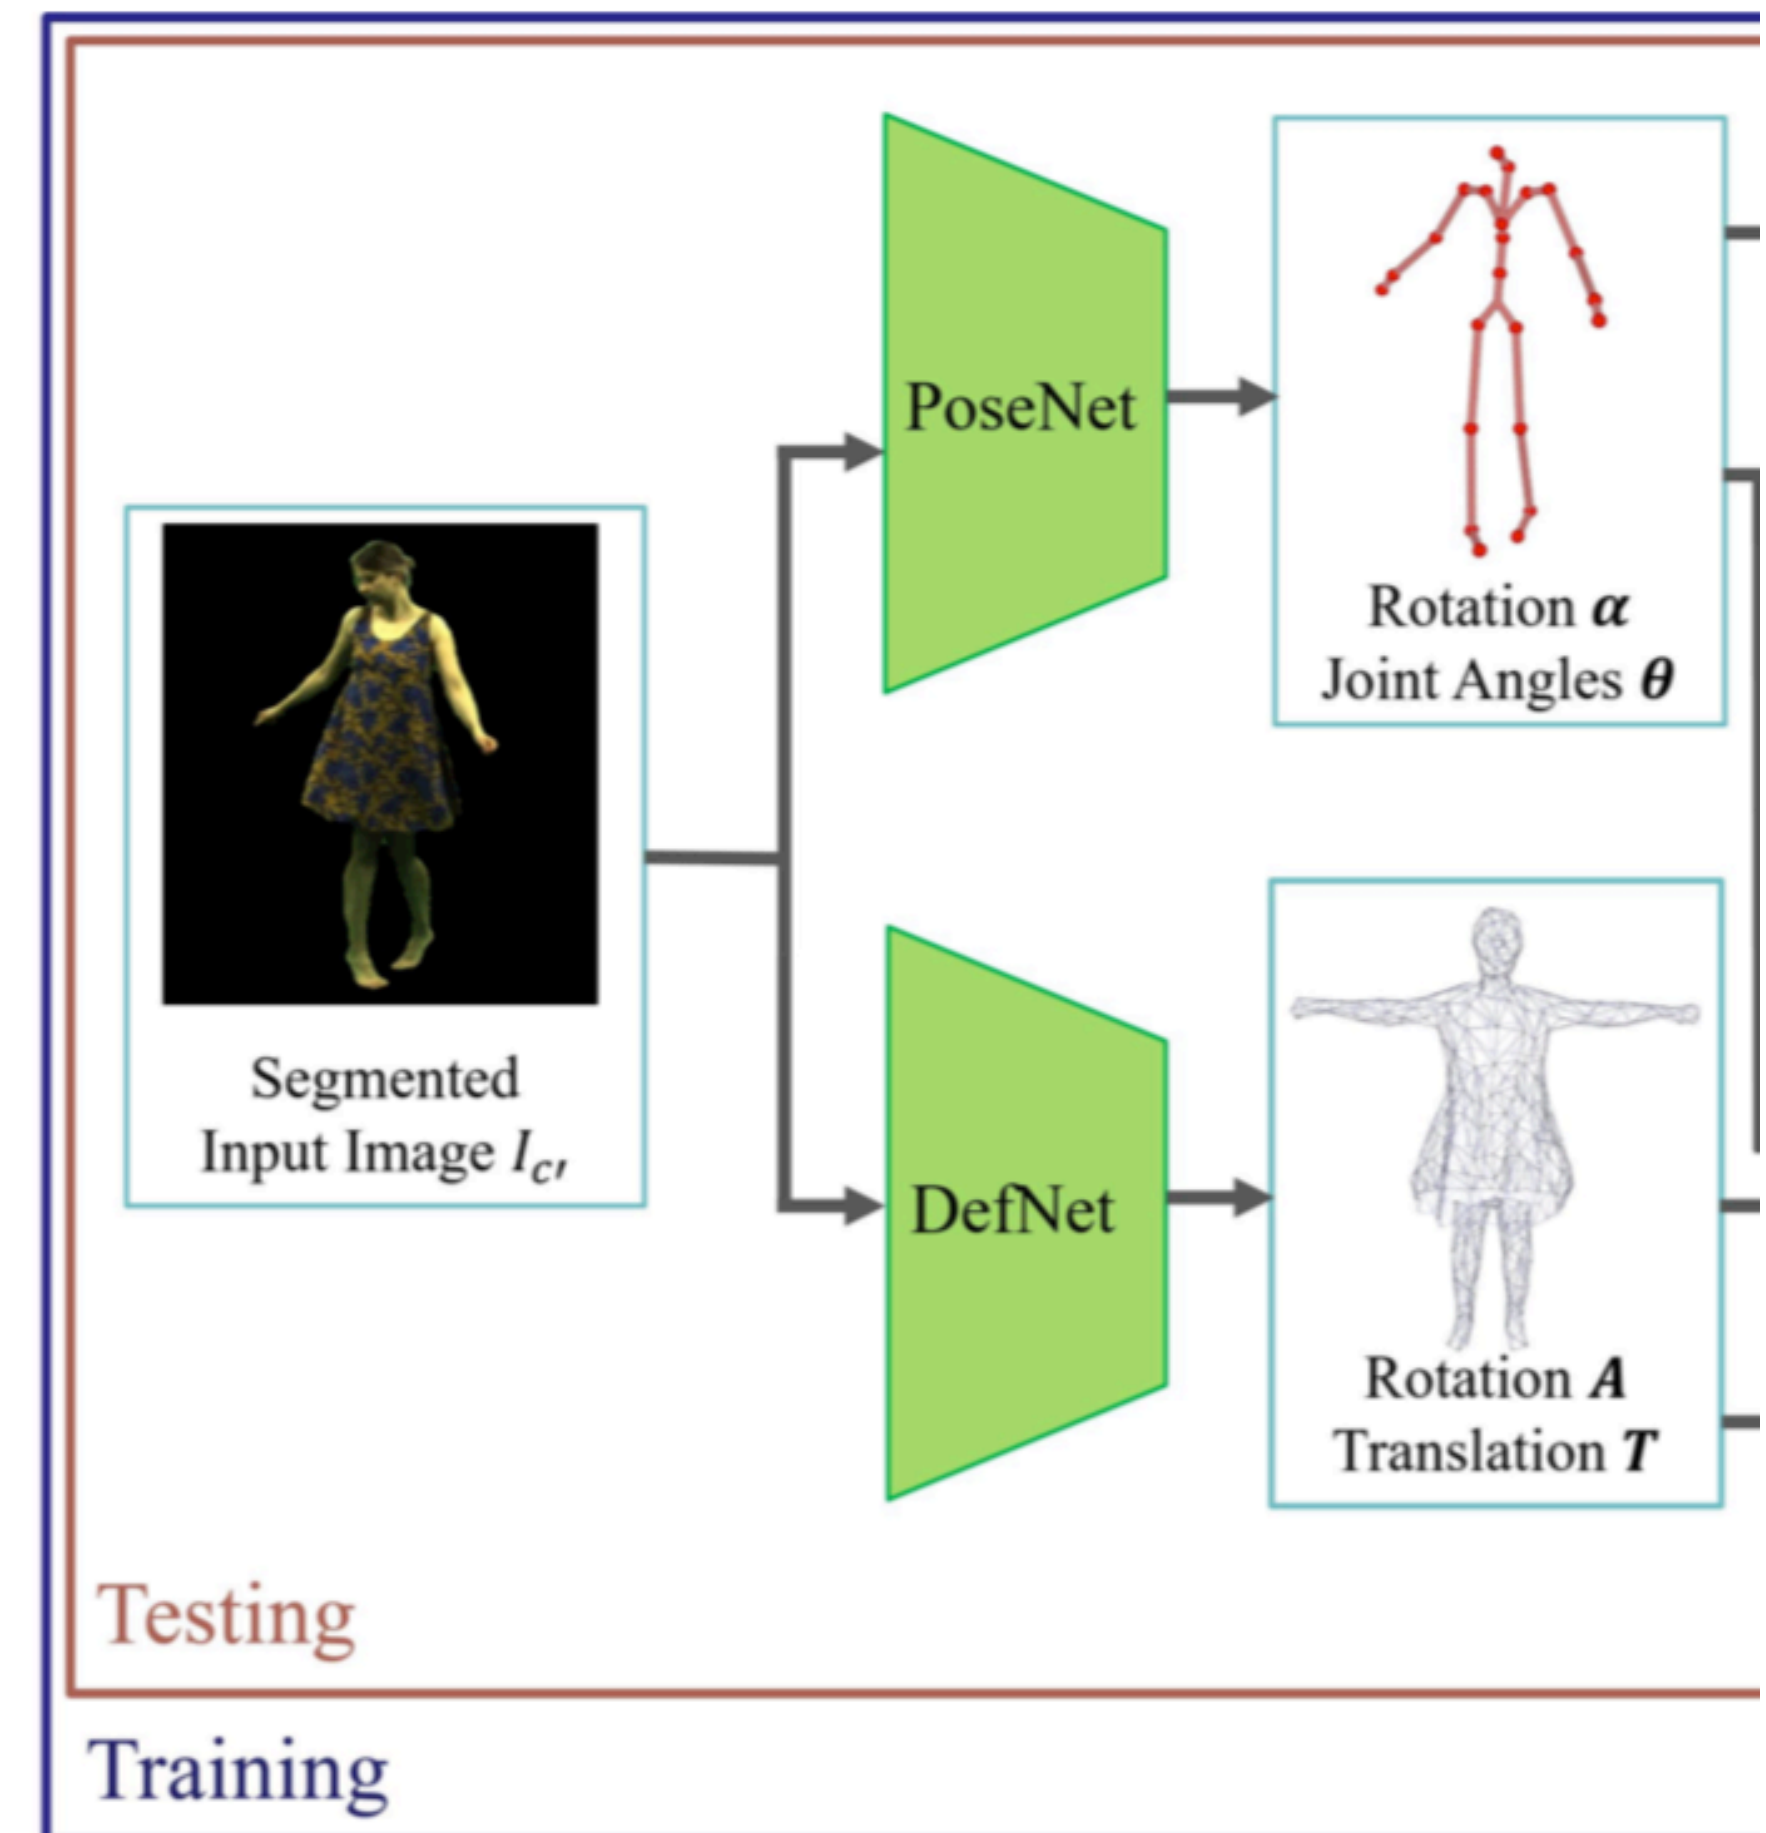 PoseNet
Rotation α
Joint Angles θ
Segmented
Input Image I_c′
DefNet
Rotation A
Translation T
Testing
Training